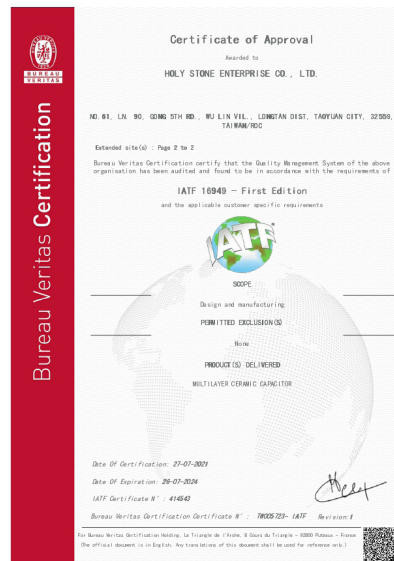 BUREAU
VERITAS
Bureau Veritas Certification
Certificate of Approval
Awarded to
HOLY STONE ENTERPRISE CO., LTD.
NO.61, LN. 90, GONG 5TH RD., WU LIN VIL., LONGTAN DIST, TAOYUAN CITY, 32559,
TAIWAN/ROC
Extended site(s) : Page 2 to 2
Bureau Veritas Certification certify that the Quality Management System of the above
organisation has been audited and found to be in accordance with the requirements of
IATF 16949 - First Edition
and the applicable customer specific requirements
IATF
SCOPE
Design and manufacturing
PERMITTED EXCLUSION(S)
None
PRODUCT(S) DELIVERED
MULTILAYER CERAMIC CAPACITOR
Date Of Certification: 27-07-2021
Date Of Expiration: 26-07-2024
IATF Certificate N° : 414543
Bureau Veritas Certification Certificate N° : TW005723- IATF Revision:1
For Bureau Veritas Certification Holding, Le Triangle de l'Arche, 8 Cours du Triangle - 92800 Puteaux - France
(The official document is in English. Any translations of this document shall be used for reference only.)